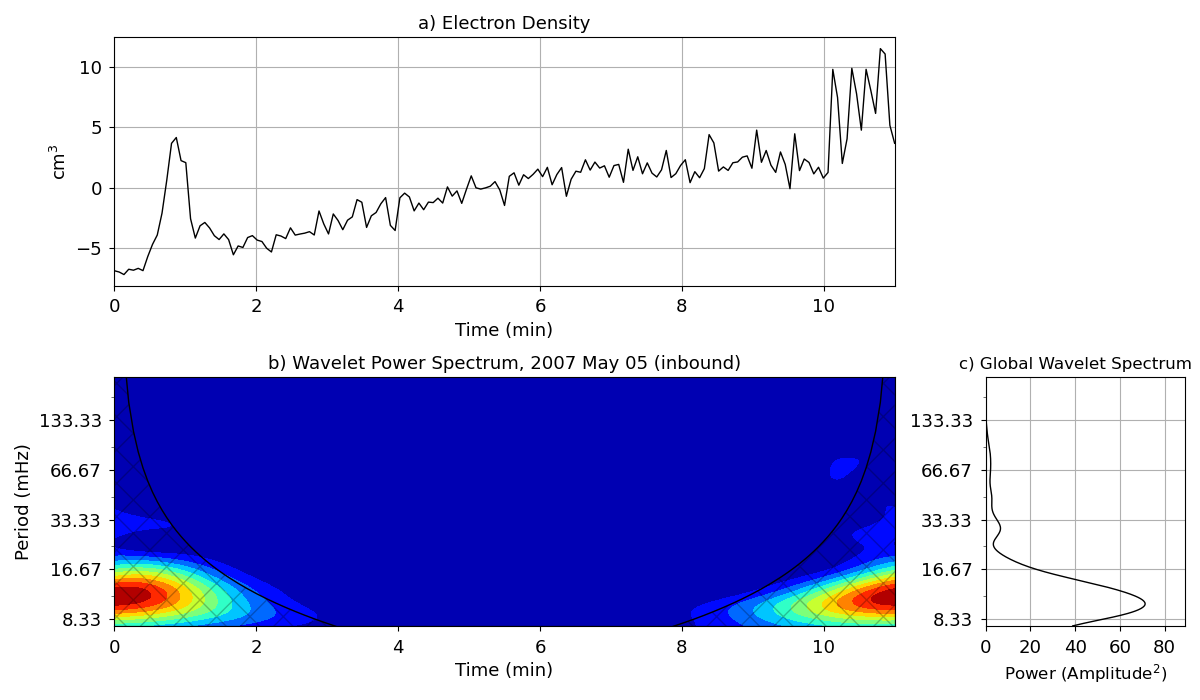 a) Electron Density
cm³
10
5
0
−5
0 2 4 6 8 10
Time (min)
b) Wavelet Power Spectrum, 2007 May 05 (inbound)
Period (mHz)
133.33
66.67
33.33
16.67
8.33
0 2 4 6 8 10
Time (min)
c) Global Wavelet Spectrum
133.33
66.67
33.33
16.67
8.33
0 20 40 60 80
Power (Amplitude²)